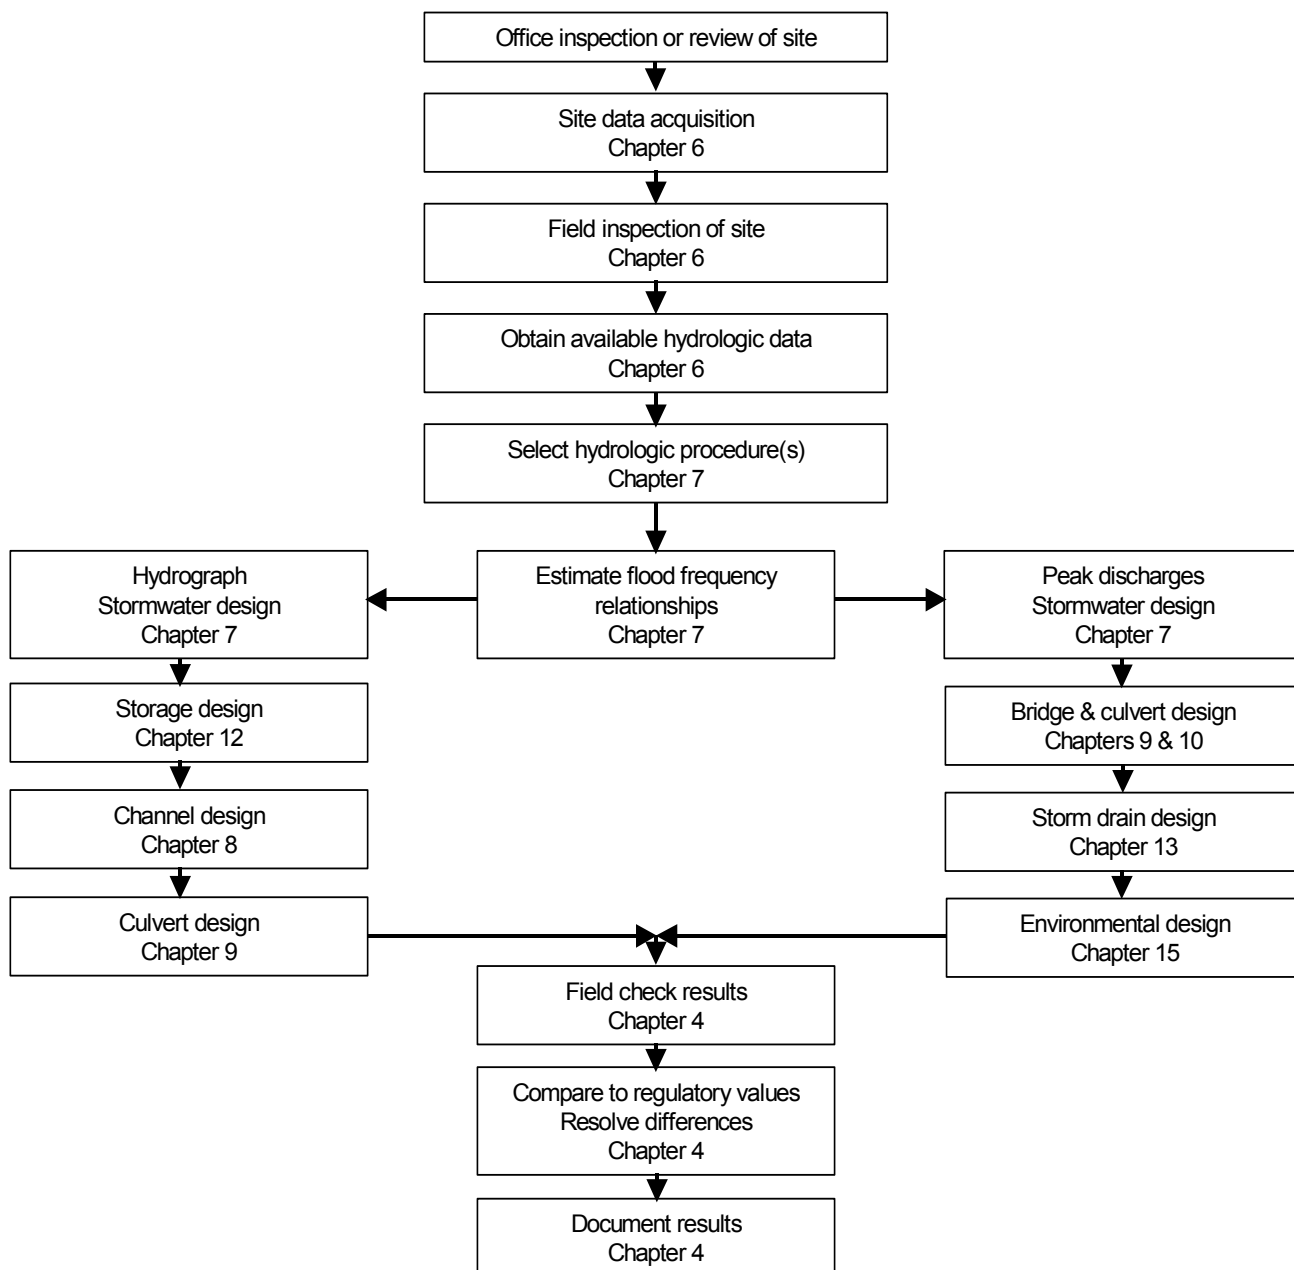 Office inspection or review of site
Site data acquisition
Chapter 6
Field inspection of site
Chapter 6
Obtain available hydrologic data
Chapter 6
Select hydrologic procedure(s)
Chapter 7
Hydrograph
Stormwater design
Chapter 7
Estimate flood frequency
relationships
Chapter 7
Peak discharges
Stormwater design
Chapter 7
Storage design
Chapter 12
Bridge & culvert design
Chapters 9 & 10
Channel design
Chapter 8
Storm drain design
Chapter 13
Culvert design
Chapter 9
Environmental design
Chapter 15
Field check results
Chapter 4
Compare to regulatory values
Resolve differences
Chapter 4
Document results
Chapter 4